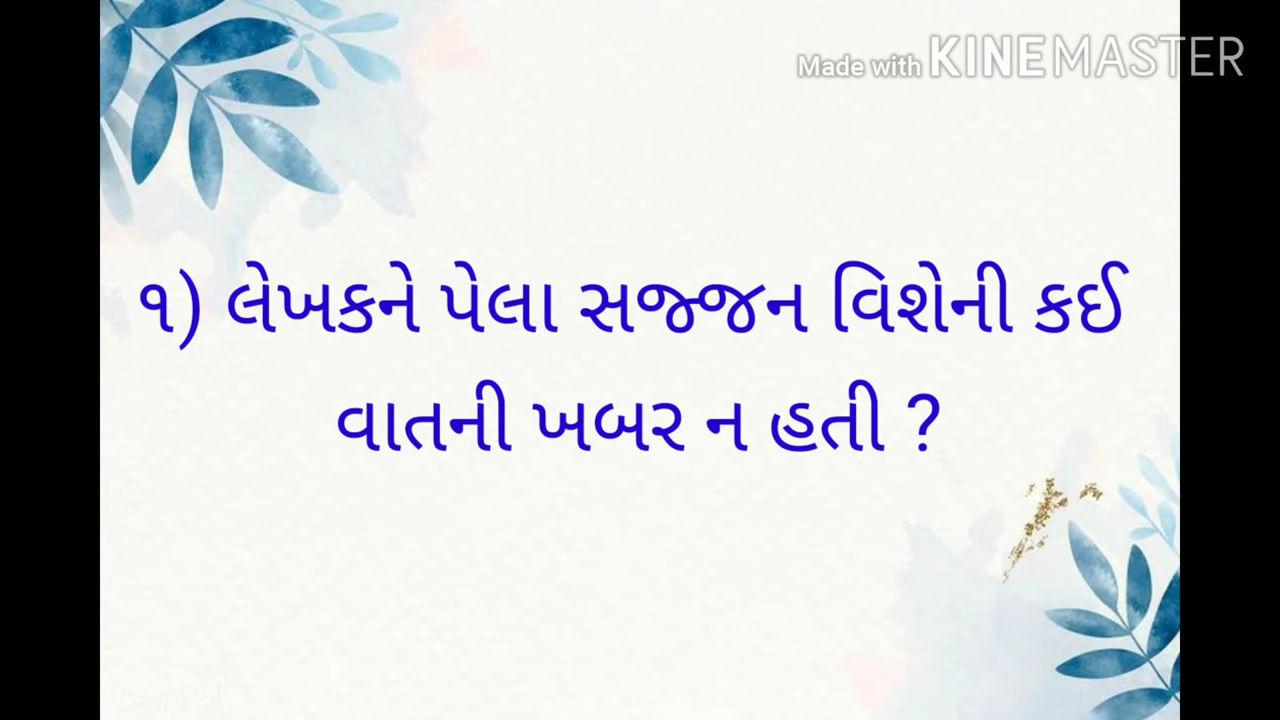 Made with KINEMASTER
૧) લેખકને પેલા સજ્જન વિશેની કઈ
વાતની ખબર ન હતી ?